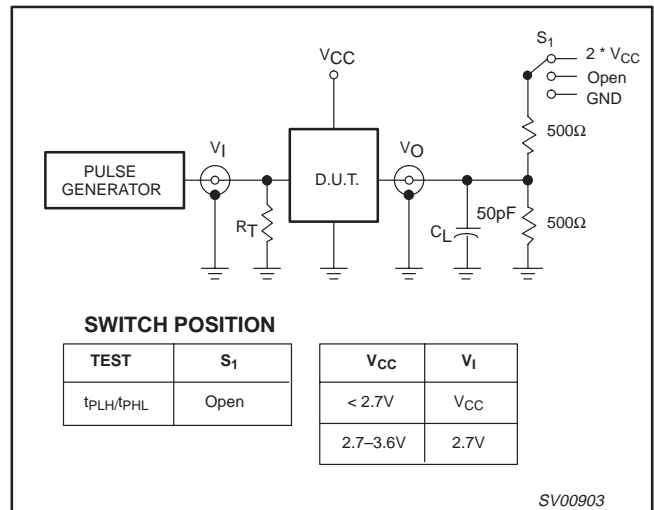 S1
2 * VCC
Open
GND
VCC
500Ω
VI
VO
PULSE
GENERATOR
D.U.T.
RT
50pF
CL
500Ω
SWITCH POSITION
TEST S1
tPLH/tPHL Open
VCC VI
< 2.7V VCC
2.7–3.6V 2.7V
SV00903